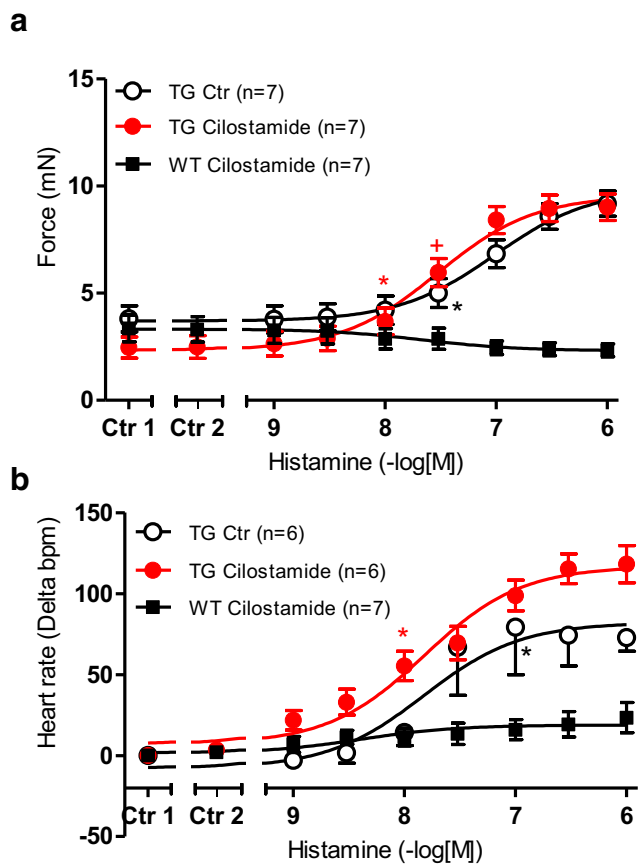 a
15
10
5
0
Force (mN)
TG Ctr (n=7)
TG Cilostamide (n=7)
WT Cilostamide (n=7)
*
+
*
Ctr 1 Ctr 2 9 8 7 6
Histamine (-log[M])
b
150
100
50
0
-50
Heart rate (Delta bpm)
TG Ctr (n=6)
TG Cilostamide (n=6)
WT Cilostamide (n=7)
*
*
Ctr 1 Ctr 2 9 8 7 6
Histamine (-log[M])